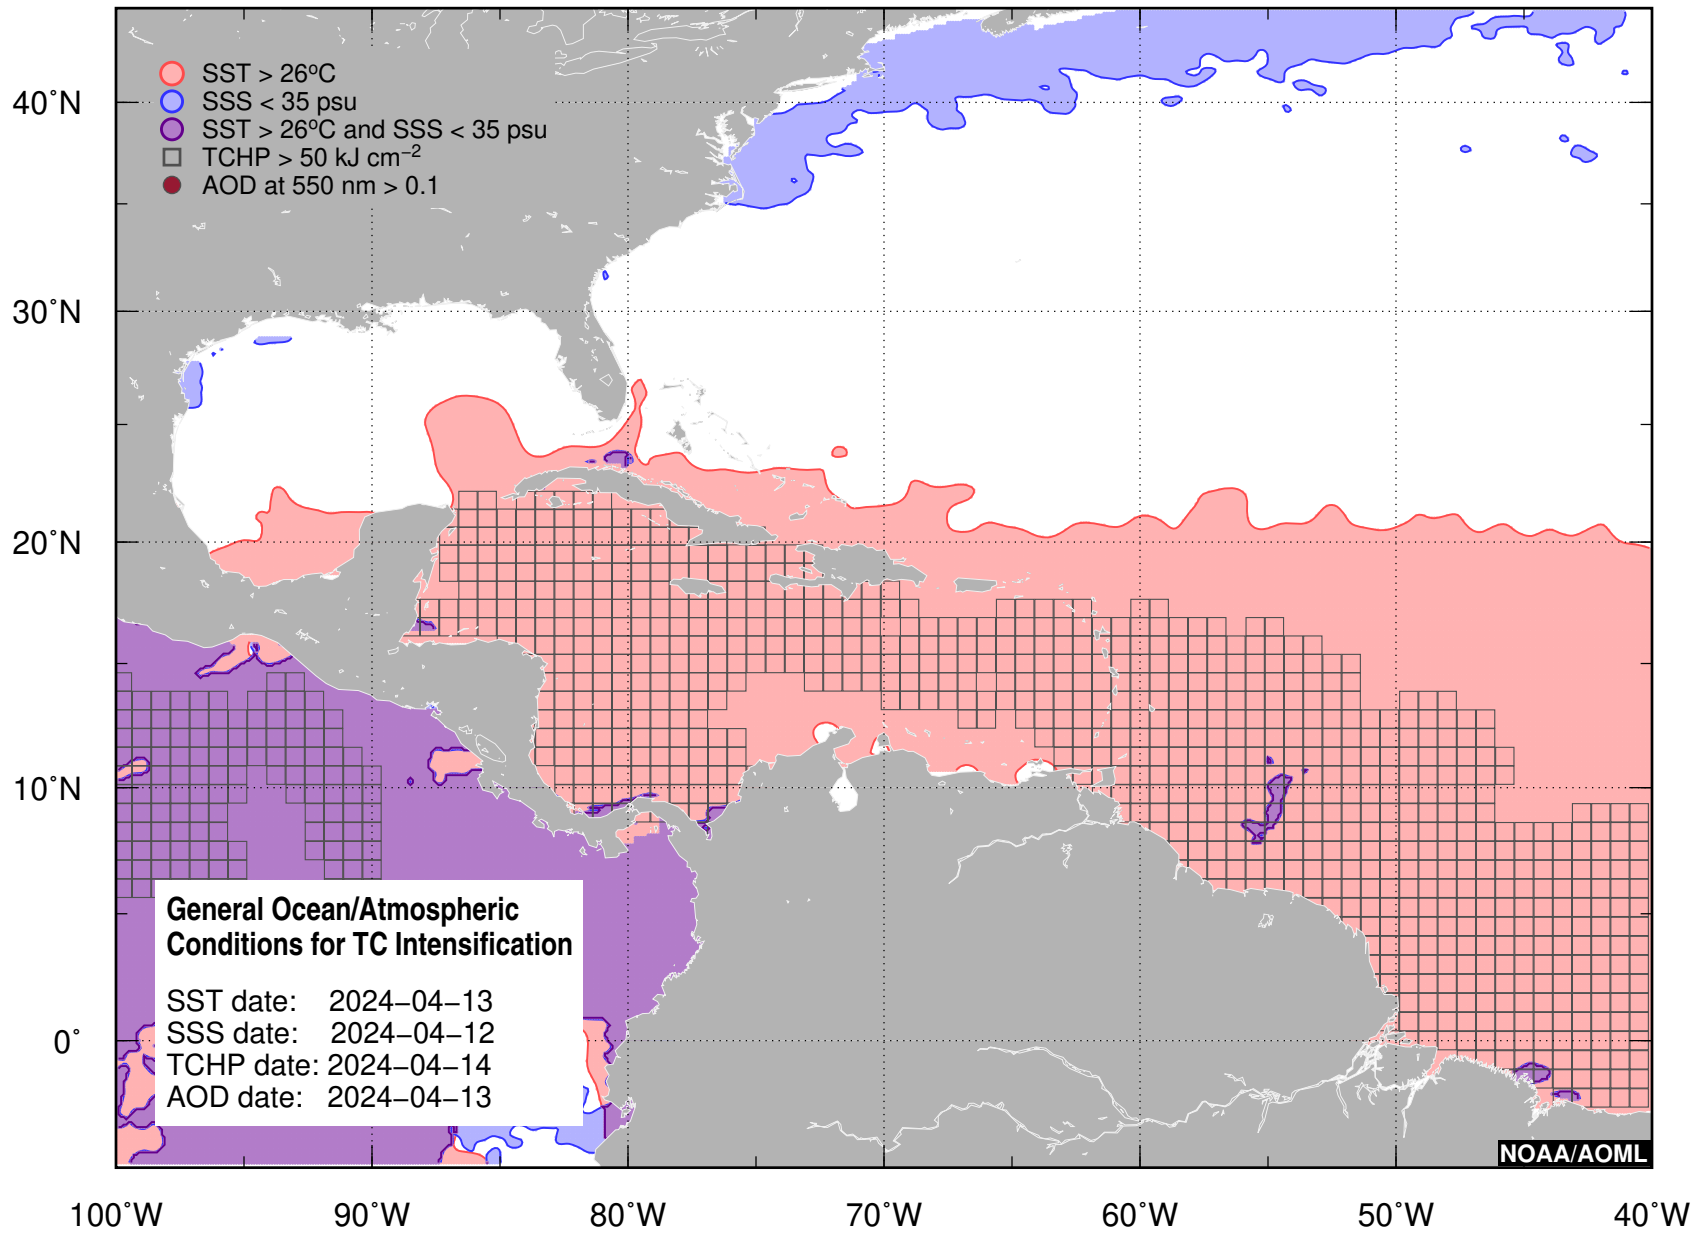 SST > 26°C
SSS < 35 psu
SST > 26°C and SSS < 35 psu
TCHP > 50 kJ cm⁻²
AOD at 550 nm > 0.1
40°N
30°N
20°N
10°N
0°
General Ocean/Atmospheric
Conditions for TC Intensification
SST date: 2024−04−13
SSS date: 2024−04−12
TCHP date: 2024−04−14
AOD date: 2024−04−13
NOAA/AOML
100°W 90°W 80°W 70°W 60°W 50°W 40°W